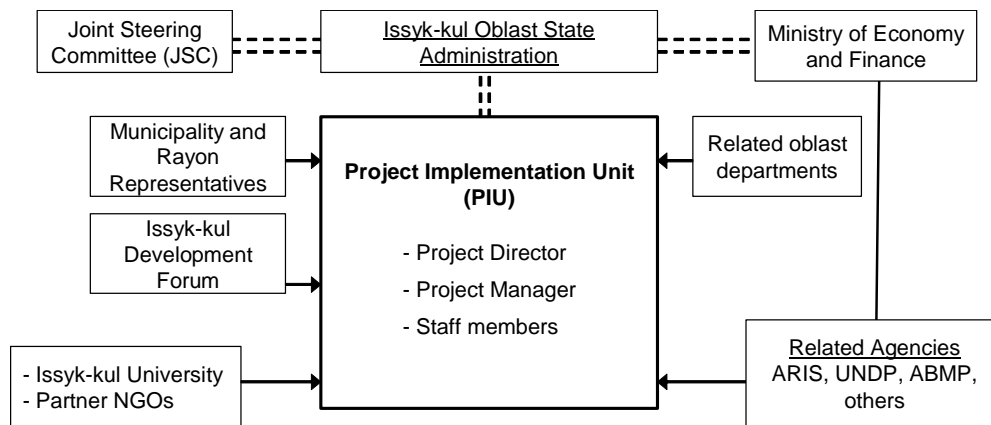 Joint Steering
Committee (JSC)
Issyk-kul Oblast State
Administration
Ministry of Economy
and Finance
Municipality and
Rayon
Representatives
Project Implementation Unit
(PIU)
- Project Director
- Project Manager
- Staff members
Related oblast
departments
Issyk-kul
Development
Forum
- Issyk-kul University
- Partner NGOs
Related Agencies
ARIS, UNDP, ABMP,
others